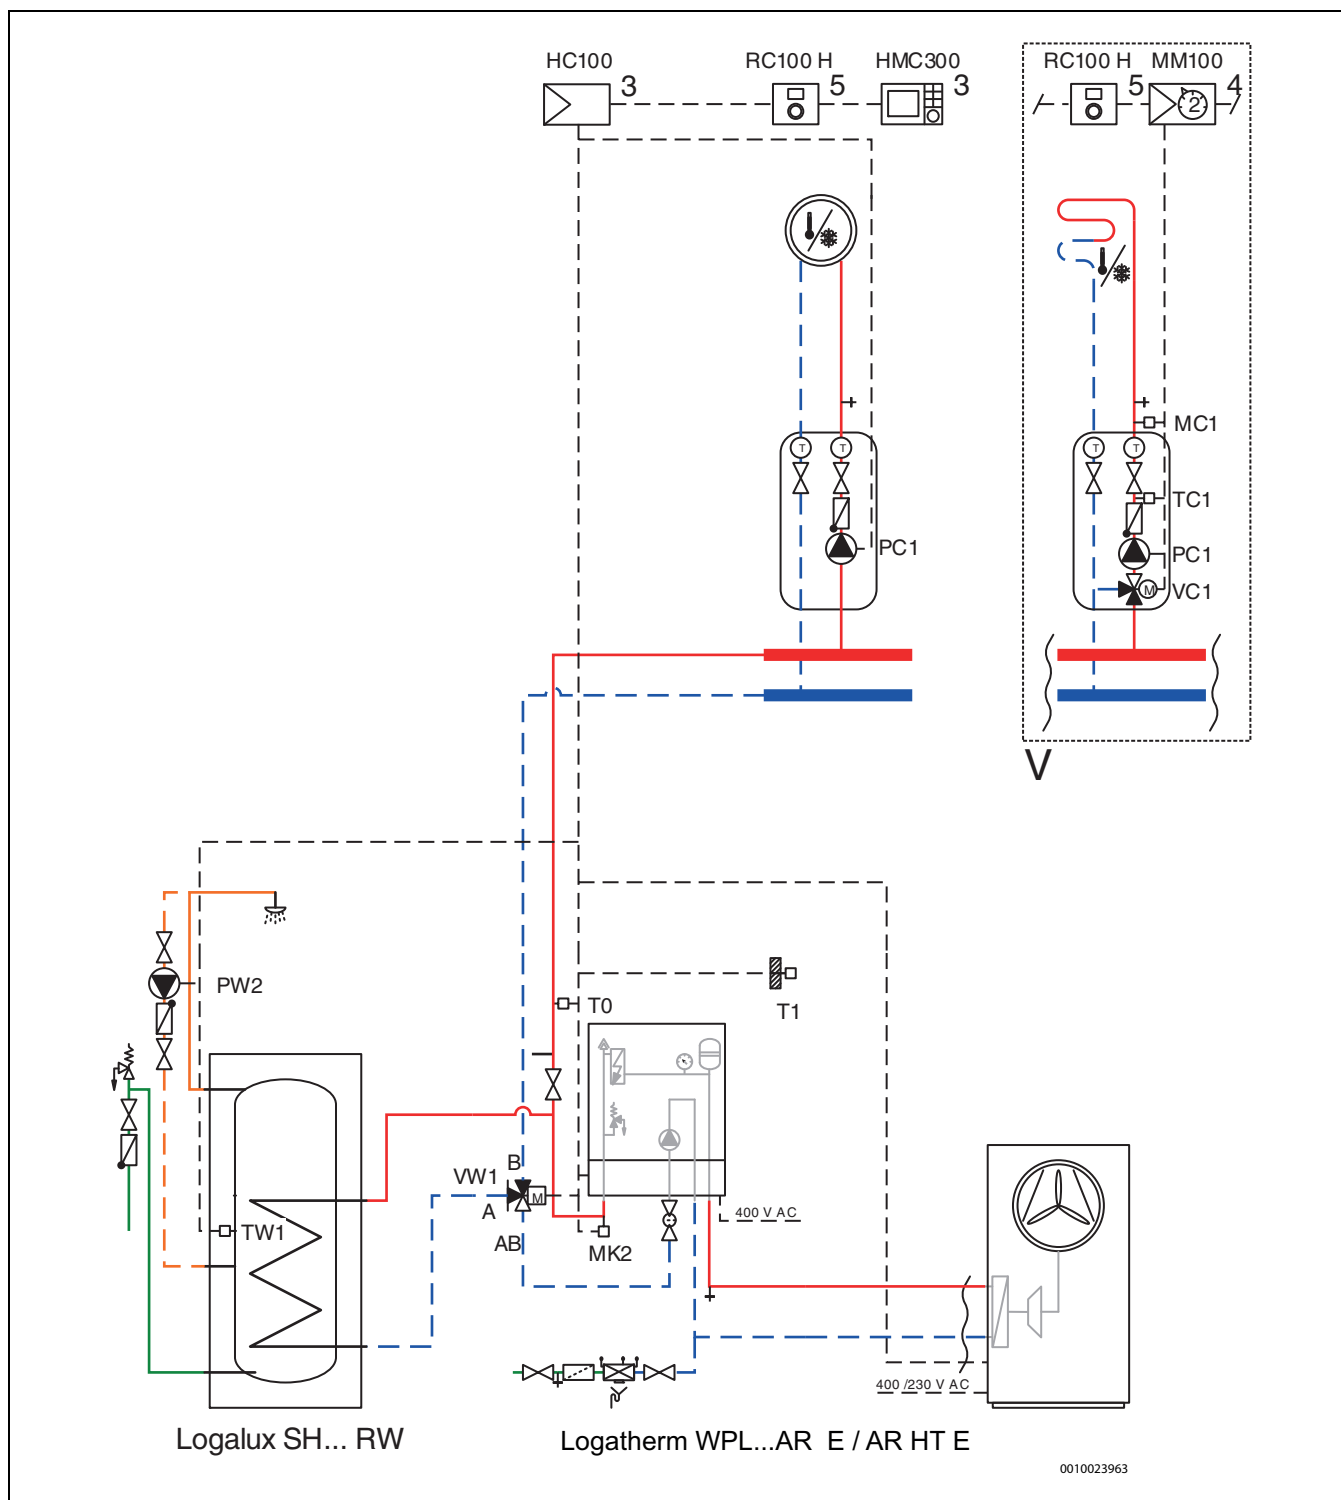 HC100 RC100 H HMC300 RC100 H MM100
3 5 3 5 4
2
MC1
T T T T
TC1
PC1 PC1
M VC1
V
PW2
T0 T1
B
VW1
M
A
400 V AC
TW1 AB MK2
400 /230 V AC
Logalux SH... RW Logatherm WPL...AR E / AR HT E
0010023963